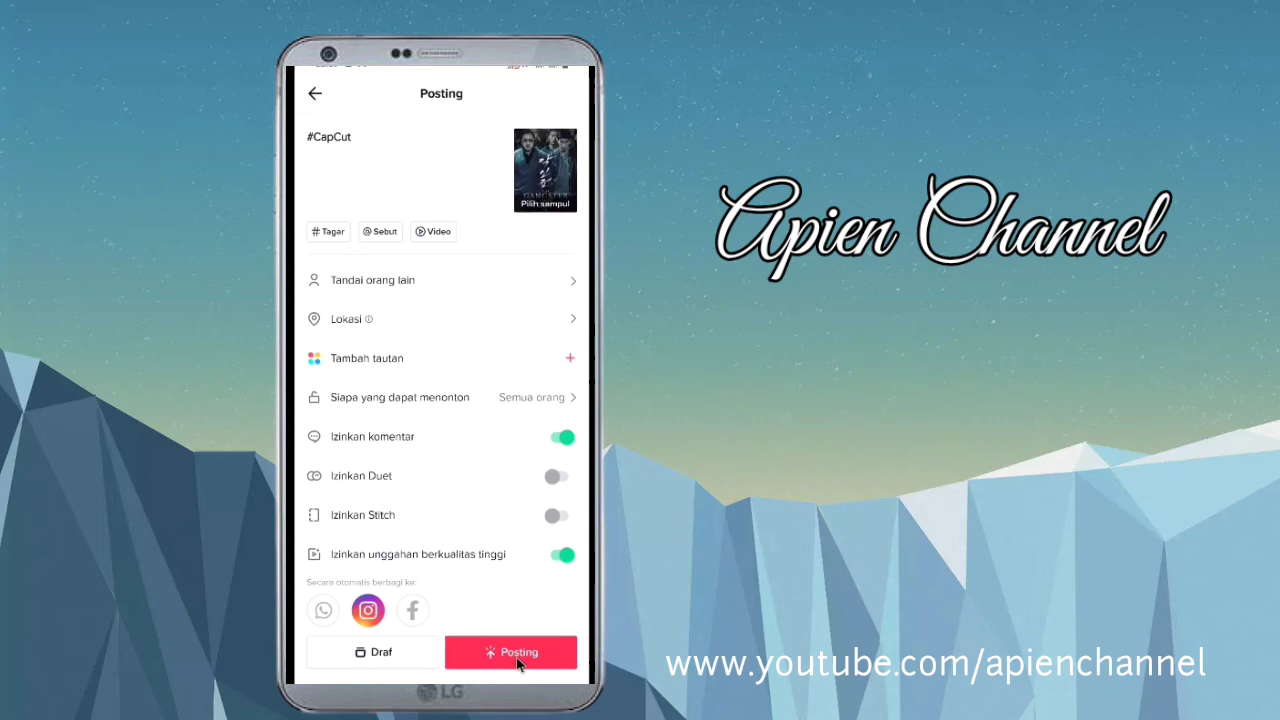 Posting
#CapCut
GANGSTER
Pilih sampul
# Tagar
@ Sebut
Video
Tandai orang lain
Lokasi
Tambah tautan
Siapa yang dapat menonton
Semua orang
Izinkan komentar
Izinkan Duet
Izinkan Stitch
Izinkan unggahan berkualitas tinggi
Secara otomatis berbagi ke:
Draf
Posting
LG
Apien Channel
www.youtube.com/apienchannel